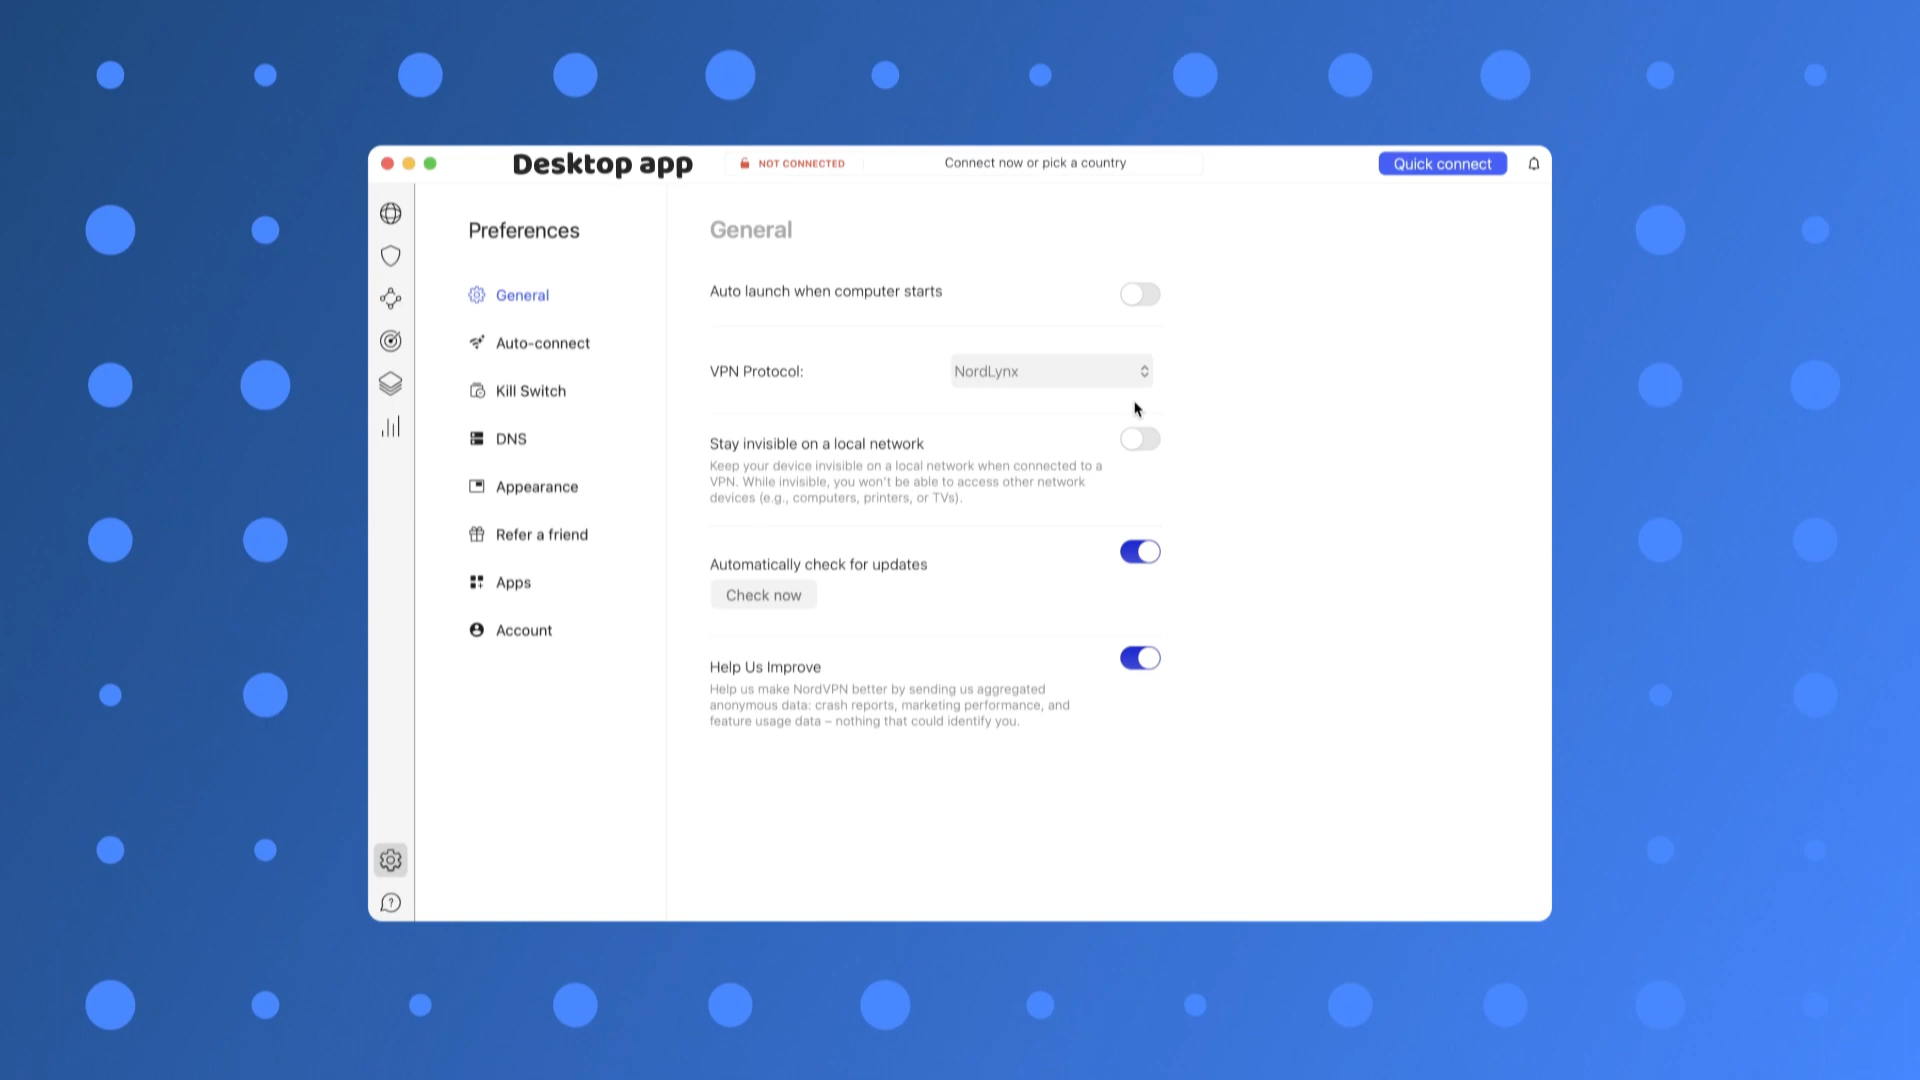 Desktop app
NOT CONNECTED
Connect now or pick a country
Quick connect
Preferences
General
Auto-connect
Kill Switch
DNS
Appearance
Refer a friend
Apps
Account
General
Auto launch when computer starts
VPN Protocol:
NordLynx
Stay invisible on a local network
Keep your device invisible on a local network when connected to a
VPN. While invisible, you won't be able to access other network
devices (e.g., computers, printers, or TVs).
Automatically check for updates
Check now
Help Us Improve
Help us make NordVPN better by sending us aggregated
anonymous data: crash reports, marketing performance, and
feature usage data – nothing that could identify you.